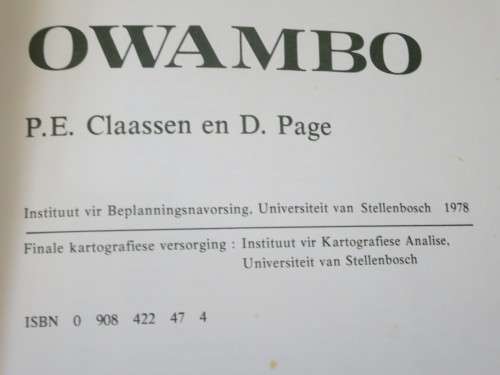 OWAMBO
P.E. Claassen en D. Page
Instituut vir Beplanningsnavorsing, Universiteit van Stellenbosch 1978
Finale kartografiese versorging : Instituut vir Kartografiese Analise,
Universiteit van Stellenbosch
ISBN 0 908 422 47 4